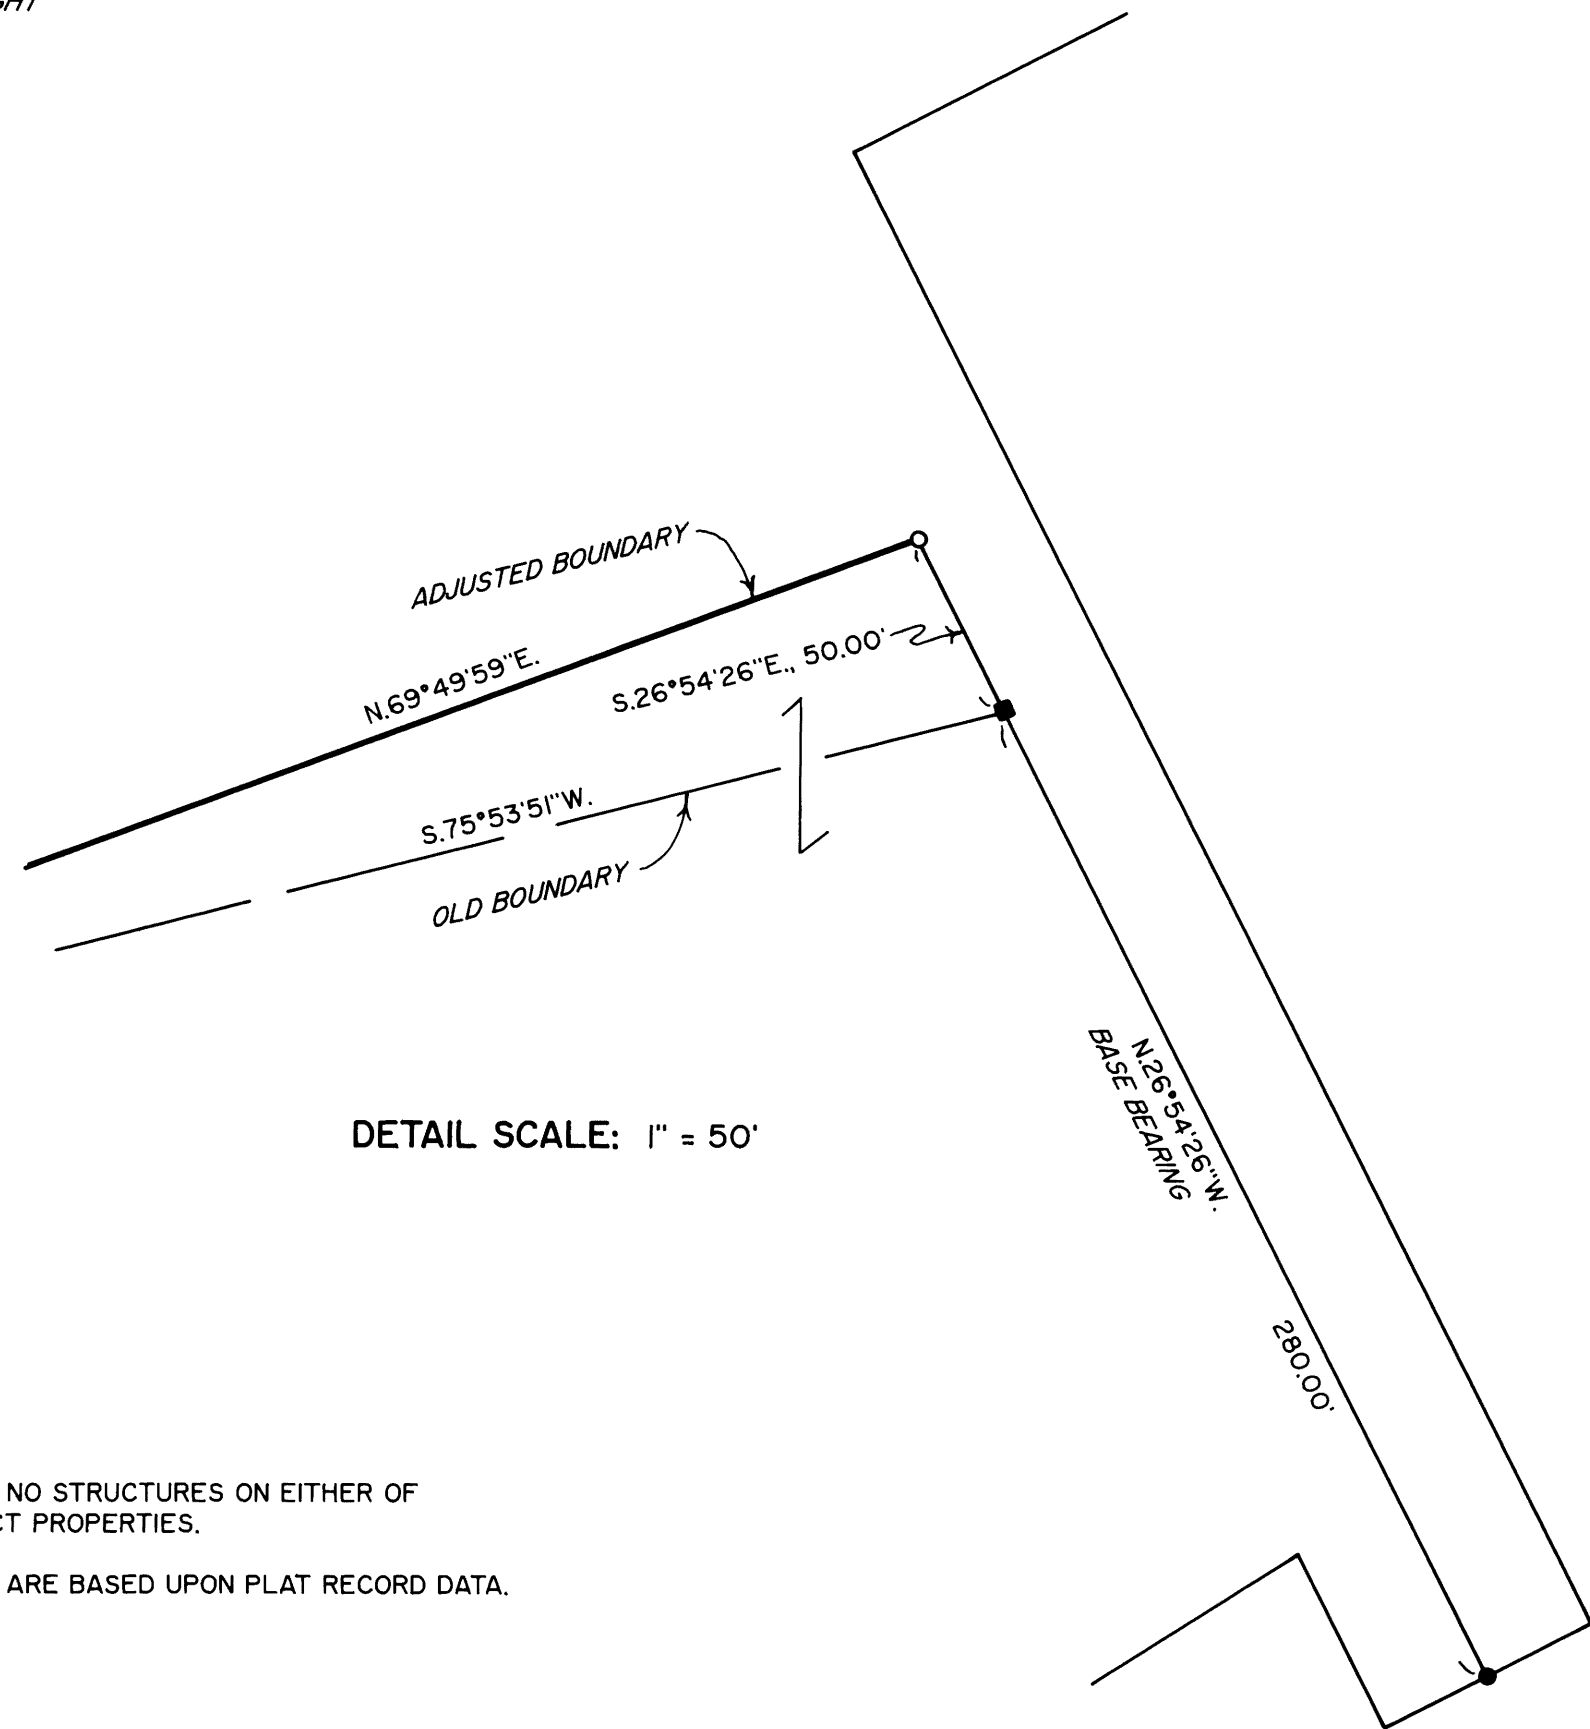 ADJUSTED BOUNDARY
N.69°49'59"E.
S.26°54'26"E., 50.00'
S.75°53'51"W.
OLD BOUNDARY
N.26°54'26"W.
BASE BEARING
DETAIL SCALE: 1" = 50'
280.00'
NO STRUCTURES ON EITHER OF
PROPERTIES.
ARE BASED UPON PLAT RECORD DATA.